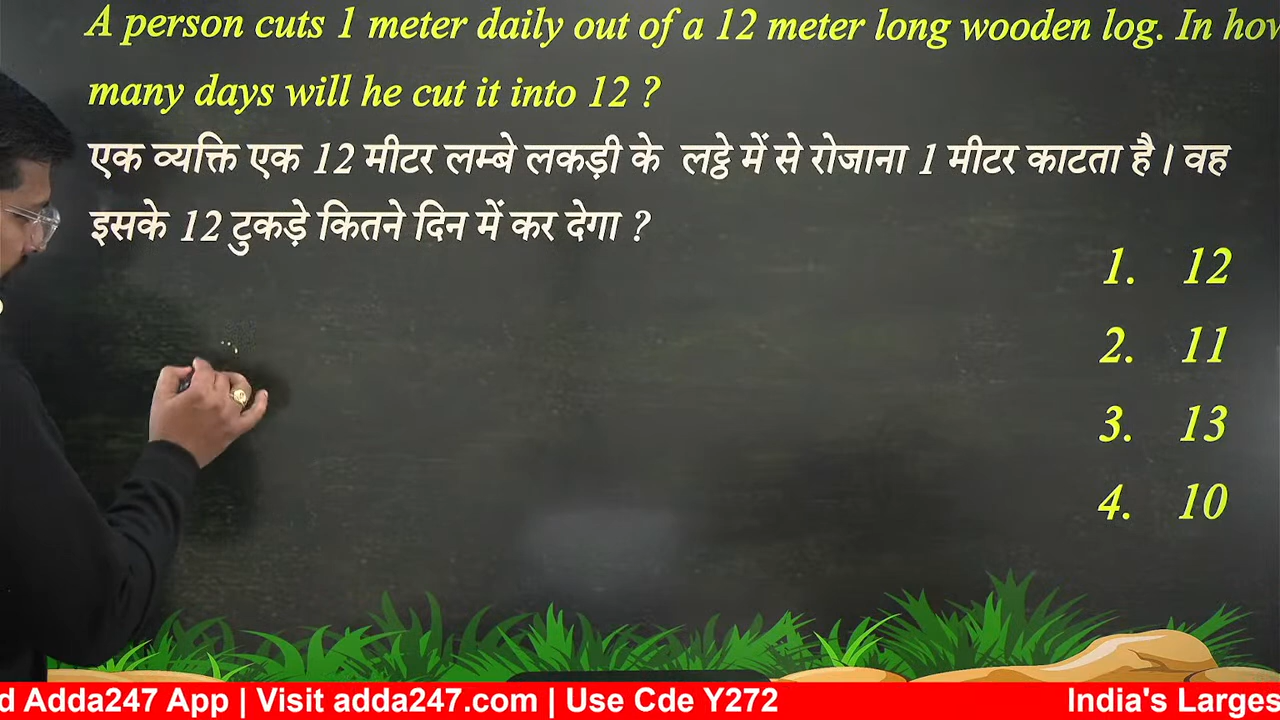 A person cuts 1 meter daily out of a 12 meter long wooden log. In how
many days will he cut it into 12 ?
एक व्यक्ति एक 12 मीटर लम्बे लकड़ी के लट्ठे में से रोजाना 1 मीटर काटता है। वह
इसके 12 टुकड़े कितने दिन में कर देगा ?
1. 12
2. 11
3. 13
4. 10
d Adda247 App | Visit adda247.com | Use Cde Y272 India's Larges